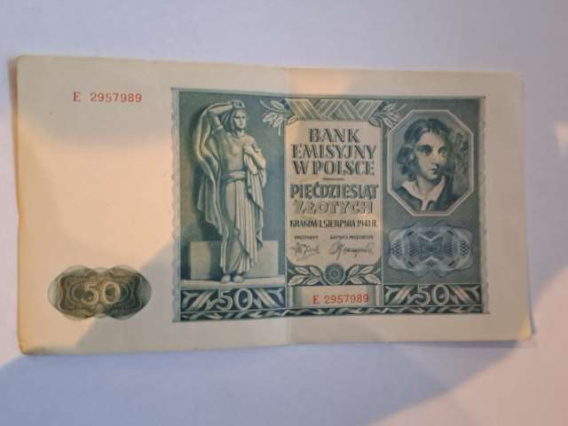 E 2957989
BANK
EMISYJNY
W POLSCE
PIĘĆDZIESIĄT
ZŁOTYCH
KRAKÓW 1. SIERPNIA 1941 R.
50
50
E 2957989
50